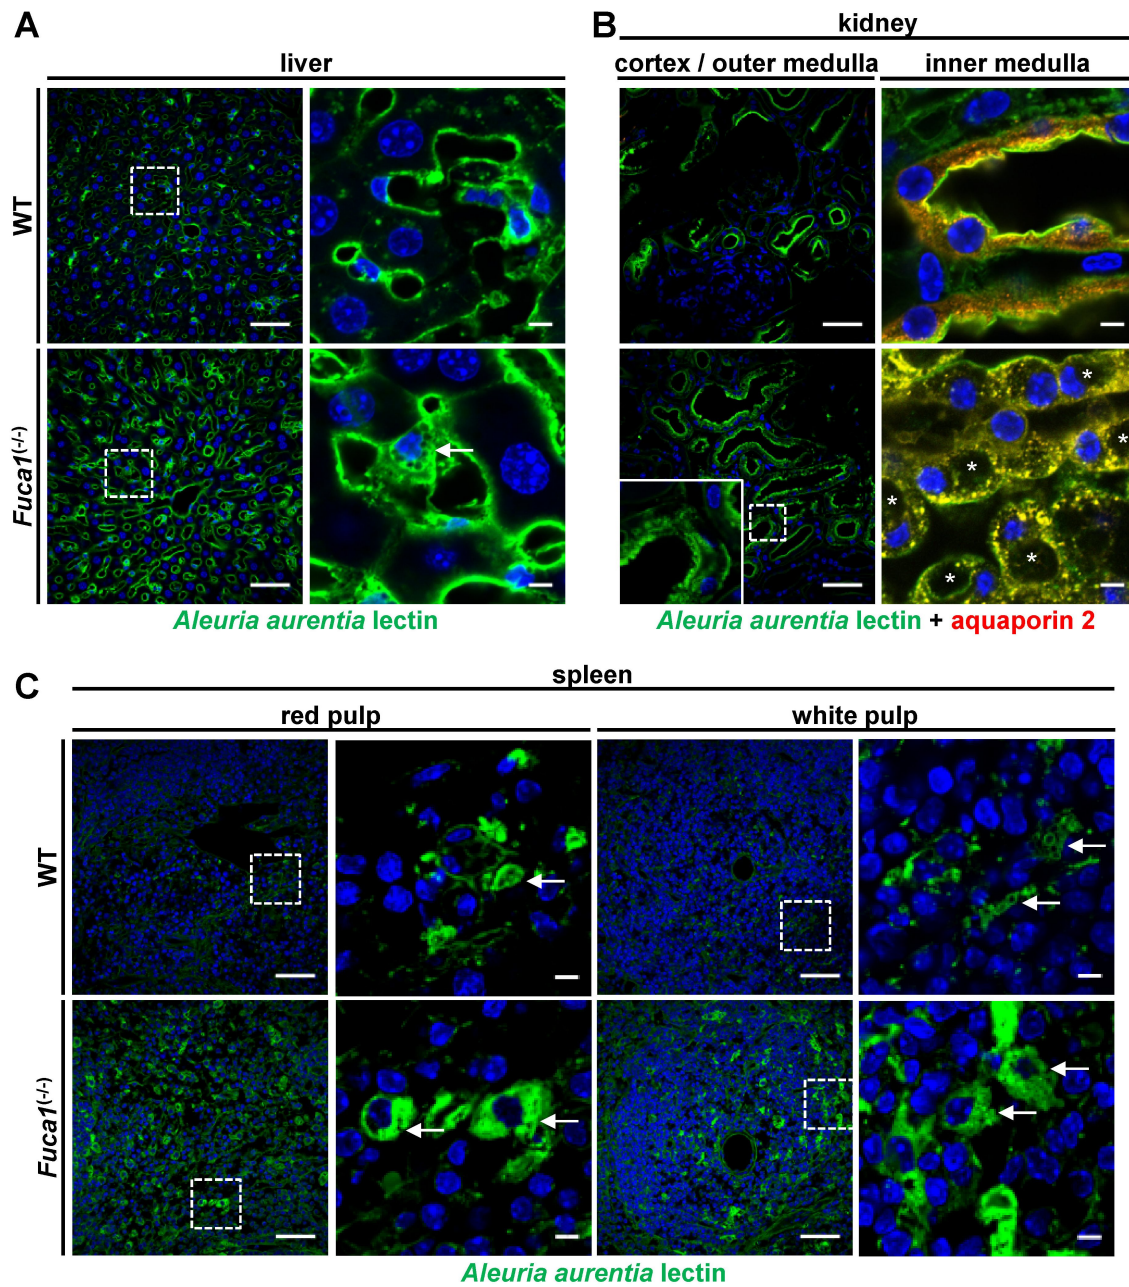 A
B
kidney
liver
cortex / outer medulla
inner medulla
WT
Fuca1(-/-)
*
*
*
*
*
*
Aleuria aurentia lectin
Aleuria aurentia lectin + aquaporin 2
C
spleen
red pulp
white pulp
WT
Fuca1(-/-)
Aleuria aurentia lectin